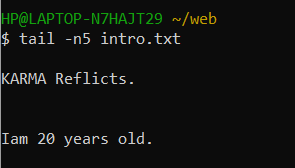 HP@LAPTOP-N7HAJT29 ~/web
$ tail -n5 intro.txt
KARMA Reflicts.
Iam 20 years old.